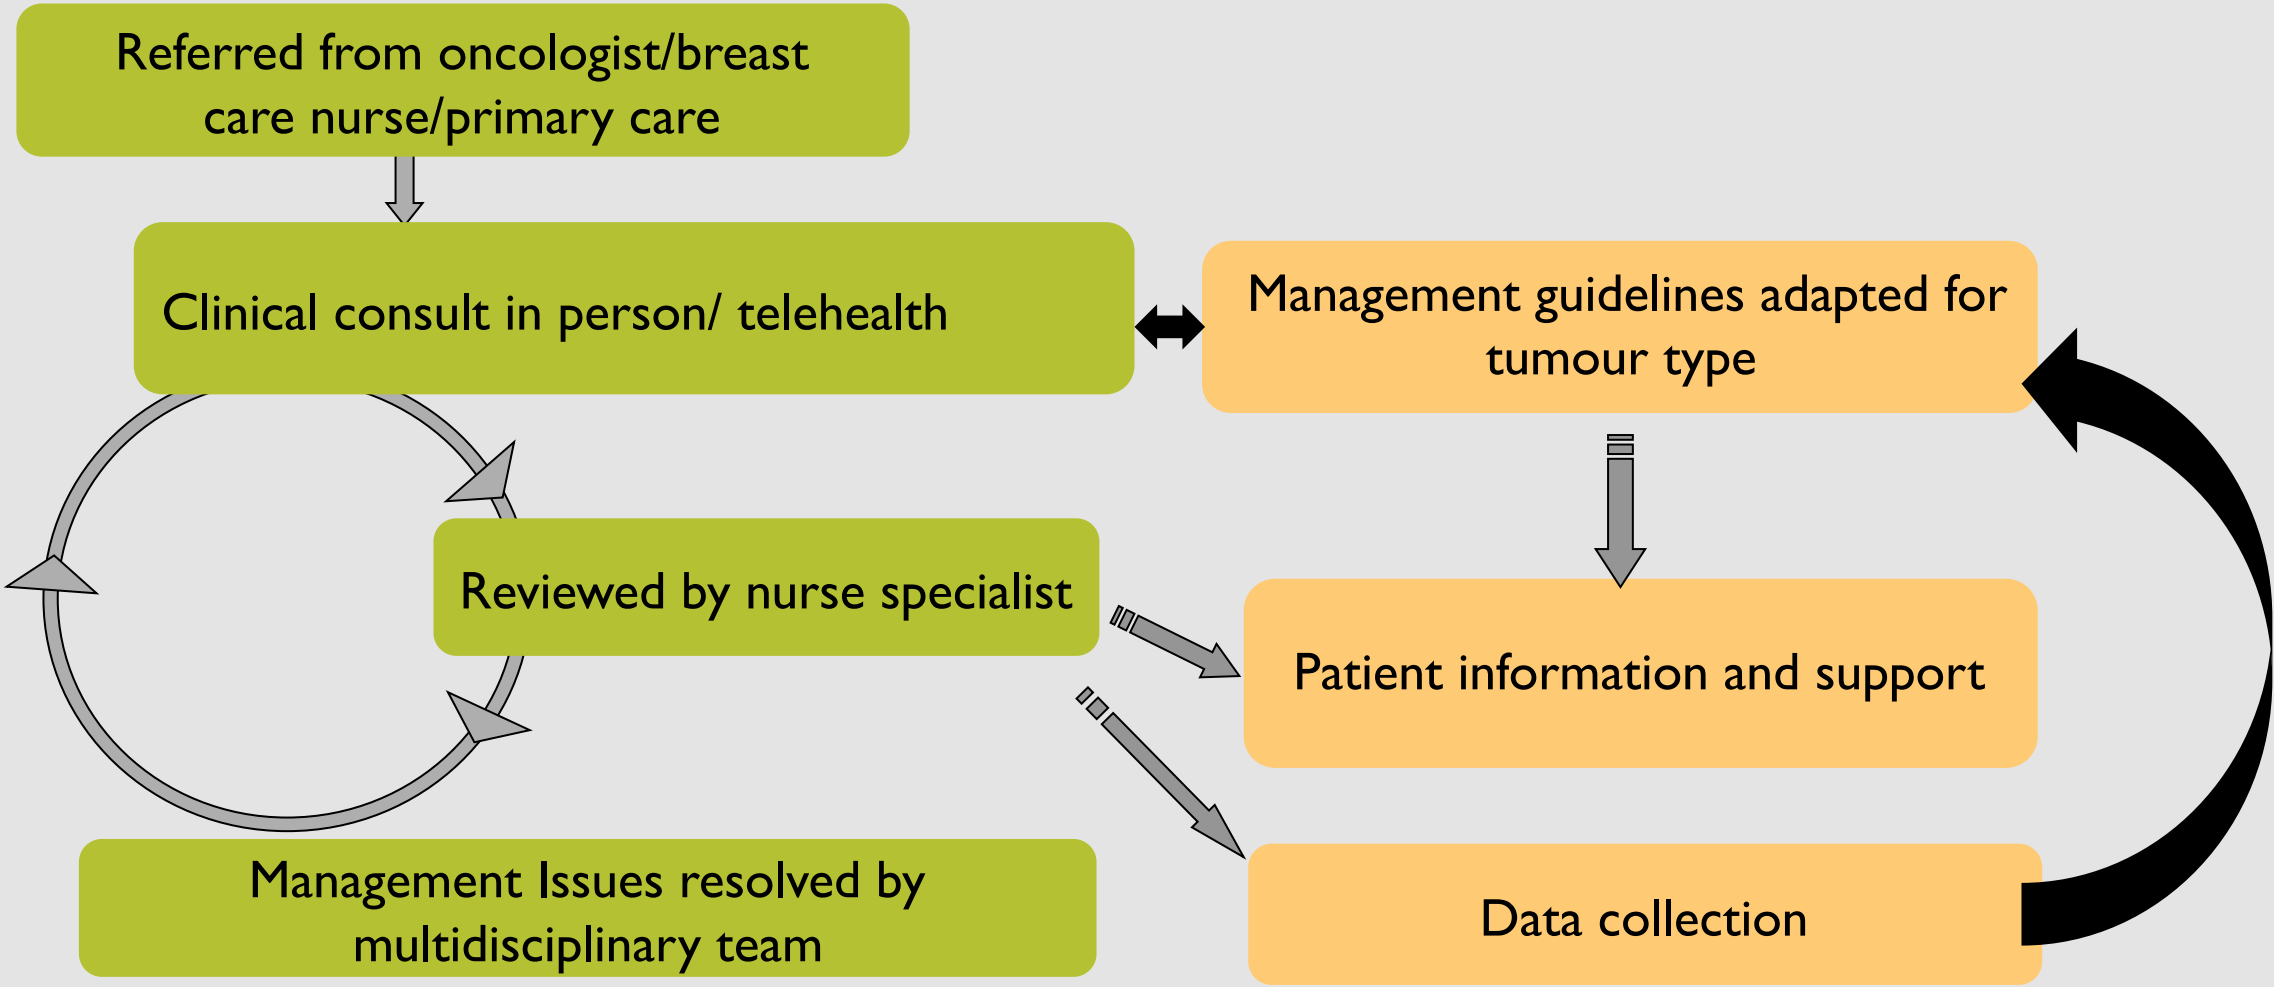 Referred from oncologist/breast
care nurse/primary care
Clinical consult in person/ telehealth
Management guidelines adapted for
tumour type
Reviewed by nurse specialist
Patient information and support
Management Issues resolved by
multidisciplinary team
Data collection